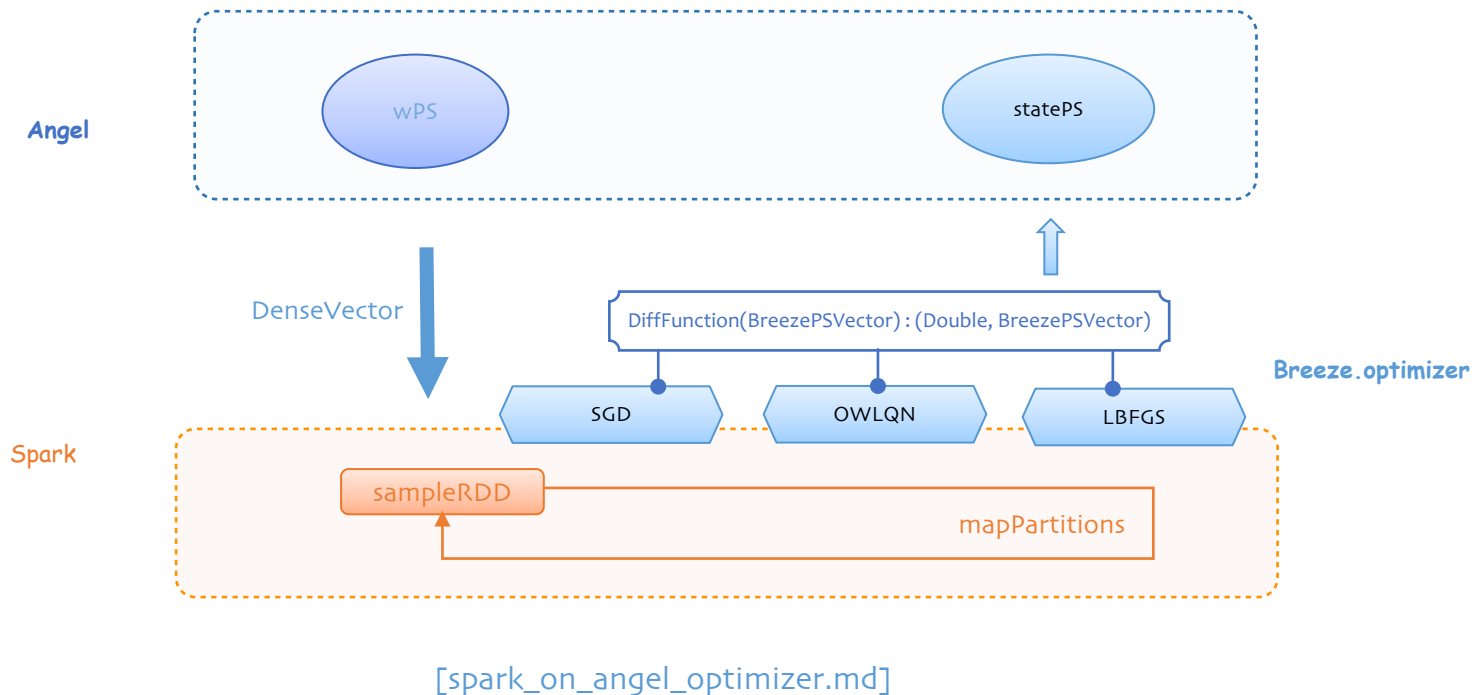 wPS
statePS
Angel
DenseVector
DiffFunction(BreezePSVector) : (Double, BreezePSVector)
Breeze.optimizer
SGD
OWLQN
LBFGS
Spark
sampleRDD
mapPartitions
[spark_on_angel_optimizer.md]